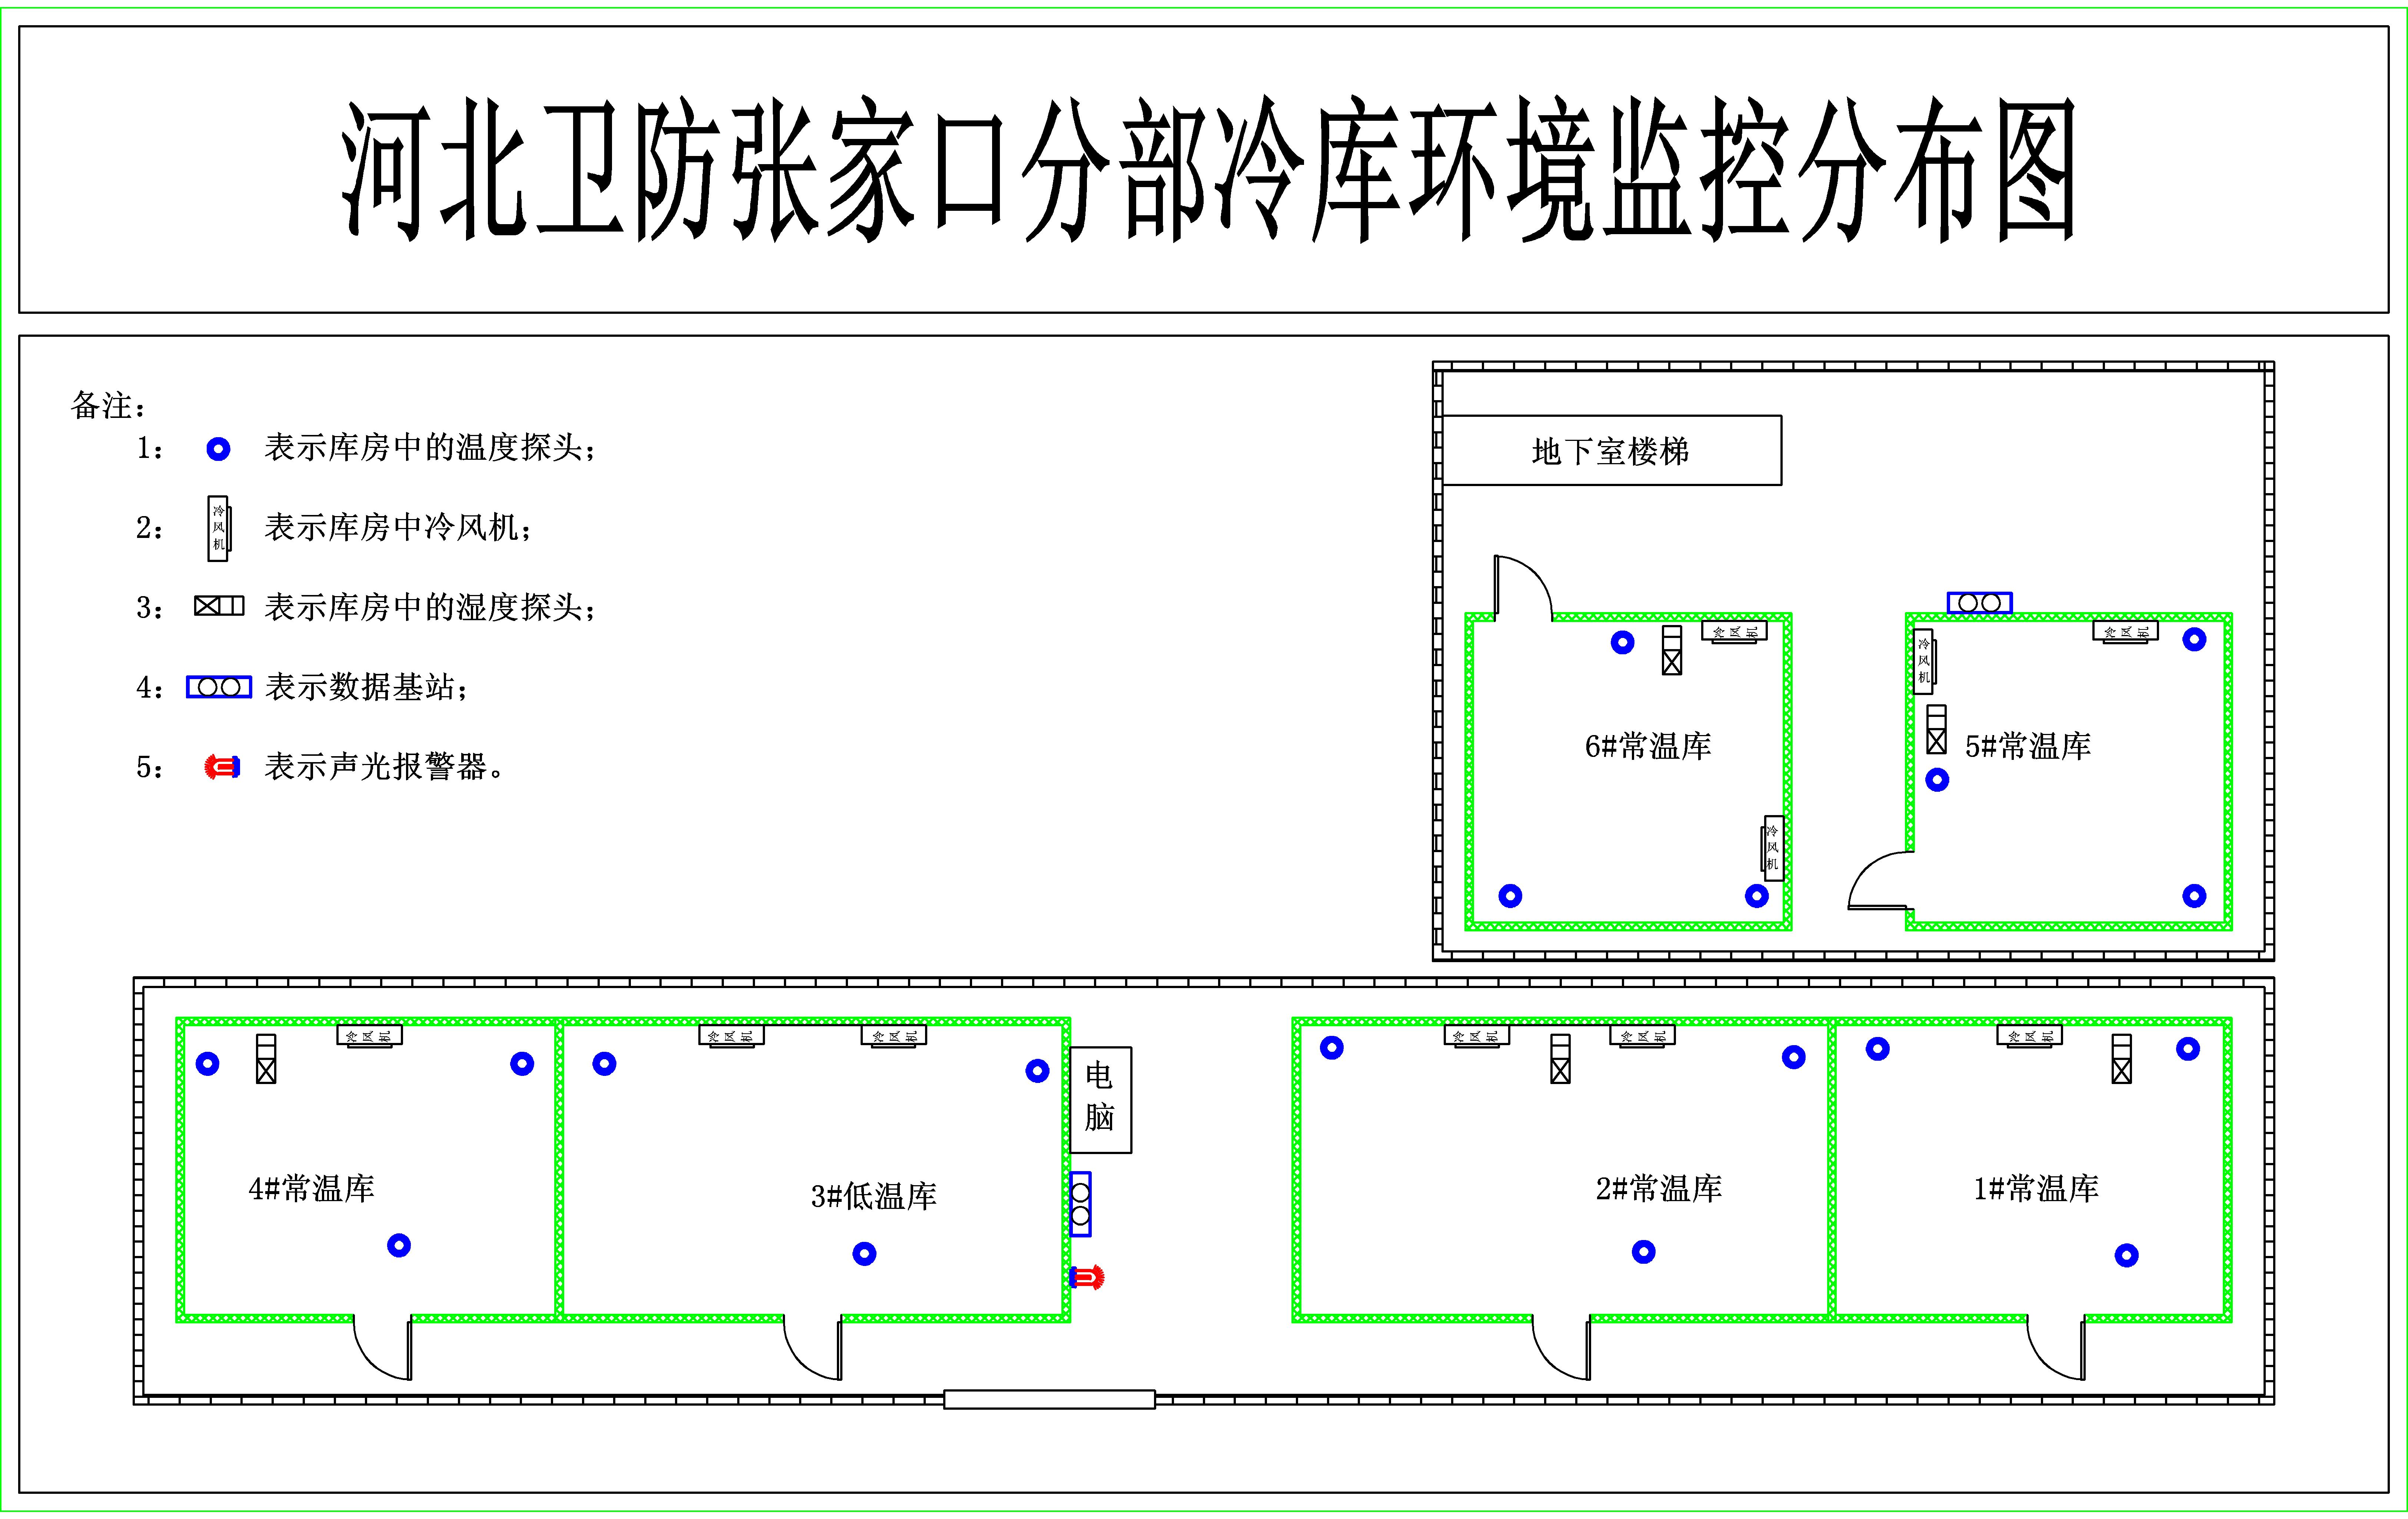 河北卫防张家口分部冷库环境监控分布图
备注：
1： 表示库房中的温度探头；
冷风机
2： 表示库房中冷风机；
3： 表示库房中的湿度探头；
4： 表示数据基站；
5： 表示声光报警器。
地下室楼梯
冷风机
冷风机
冷风机
6#常温库
5#常温库
冷风机
冷风机
冷风机
冷风机
冷风机
冷风机
冷风机
电脑
4#常温库
3#低温库
2#常温库
1#常温库